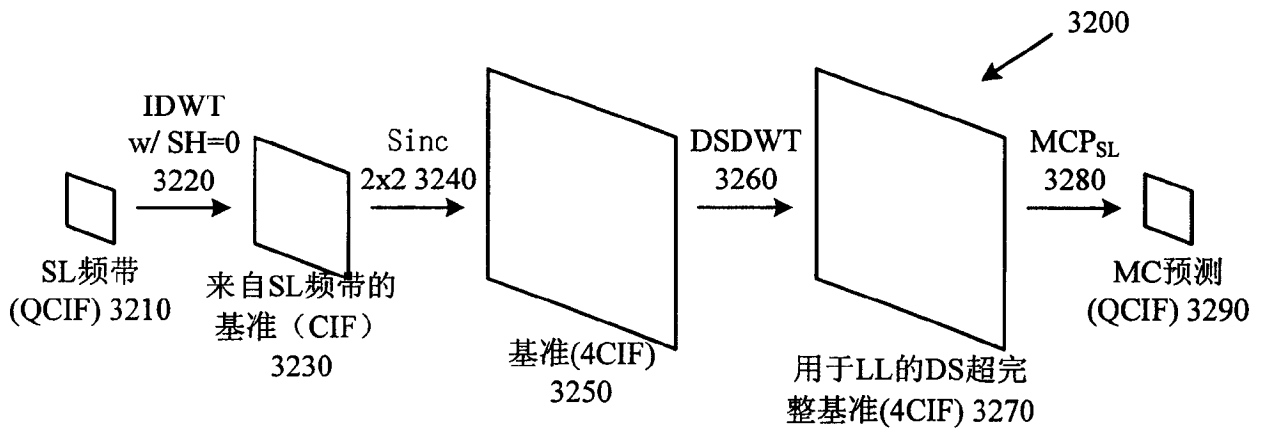 3200
IDWT
w/ SH=0
3220
Sinc
2x2 3240
DSDWT
3260
MCPSL
3280
SL频带
(QCIF) 3210
来自SL频带的
基准（CIF）
3230
基准(4CIF)
3250
用于LL的DS超完
整基准(4CIF) 3270
MC预测
(QCIF) 3290